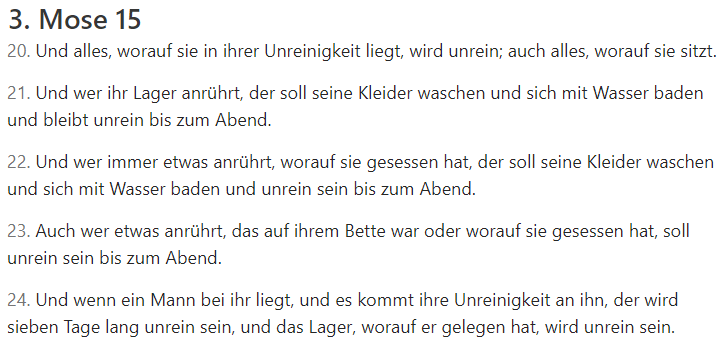 3. Mose 15
20. Und alles, worauf sie in ihrer Unreinigkeit liegt, wird unrein; auch alles, worauf sie sitzt.
21. Und wer ihr Lager anrührt, der soll seine Kleider waschen und sich mit Wasser baden
und bleibt unrein bis zum Abend.
22. Und wer immer etwas anrührt, worauf sie gesessen hat, der soll seine Kleider waschen
und sich mit Wasser baden und unrein sein bis zum Abend.
23. Auch wer etwas anrührt, das auf ihrem Bette war oder worauf sie gesessen hat, soll
unrein sein bis zum Abend.
24. Und wenn ein Mann bei ihr liegt, und es kommt ihre Unreinigkeit an ihn, der wird
sieben Tage lang unrein sein, und das Lager, worauf er gelegen hat, wird unrein sein.